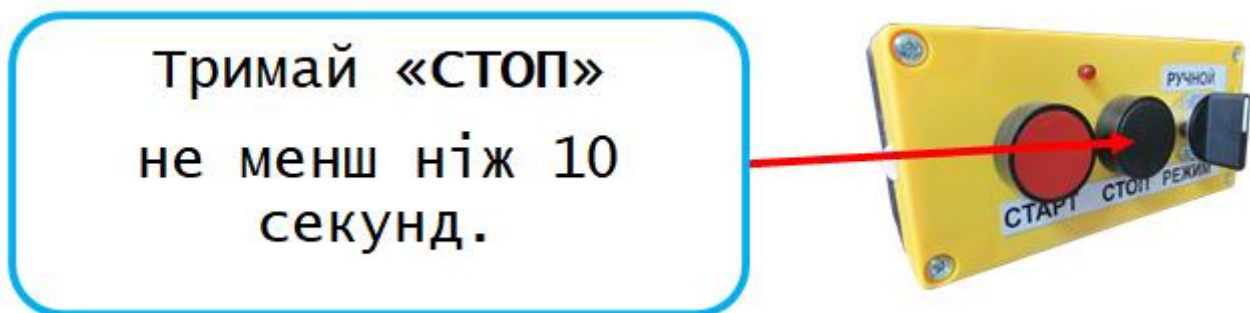 Тримай «СТОП»
не менш ніж 10
секунд.
РУЧНОЙ
СТАРТ СТОП РЕЖИМ